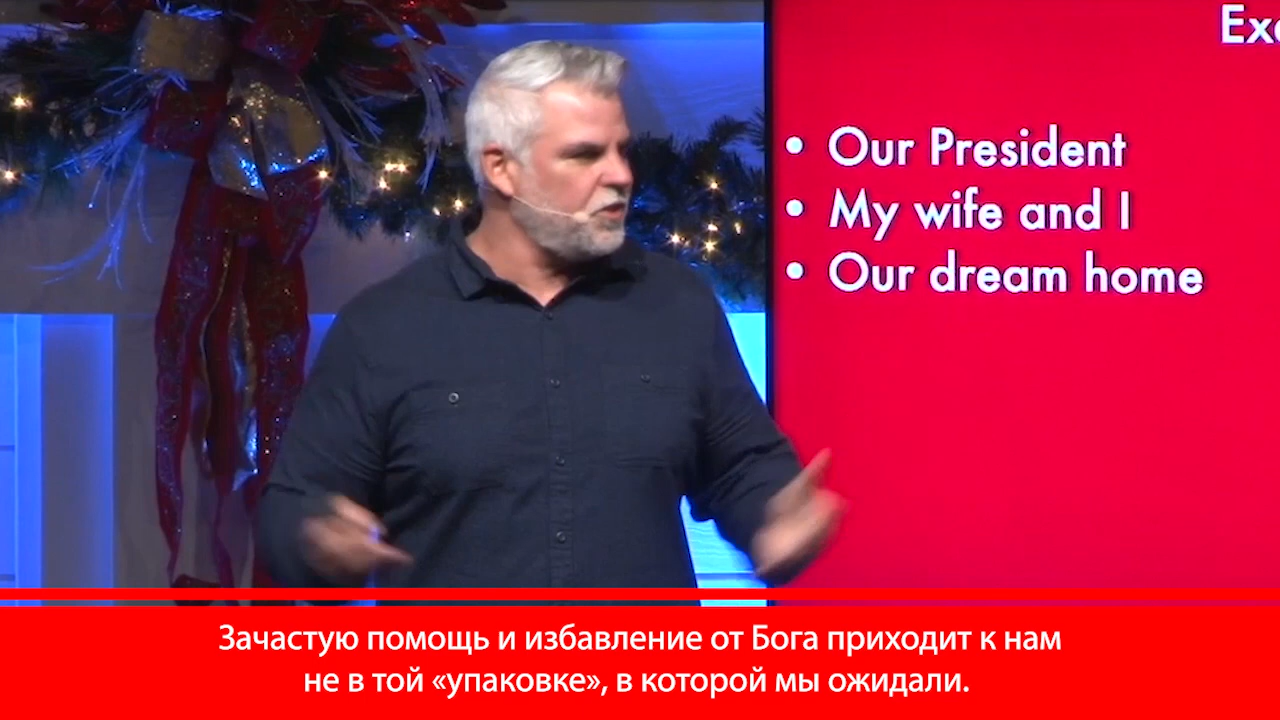 • Our President
• My wife and I
• Our dream home
Зачастую помощь и избавление от Бога приходит к нам
не в той «упаковке», в которой мы ожидали.